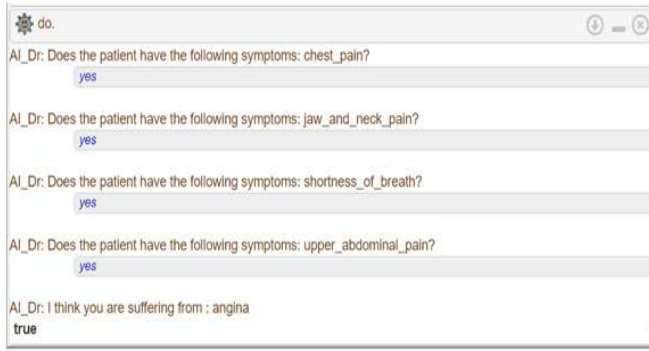 do.
AI_Dr: Does the patient have the following symptoms: chest_pain?
yes
AI_Dr: Does the patient have the following symptoms: jaw_and_neck_pain?
yes
AI_Dr: Does the patient have the following symptoms: shortness_of_breath?
yes
AI_Dr: Does the patient have the following symptoms: upper_abdominal_pain?
yes
AI_Dr: I think you are suffering from : angina
true